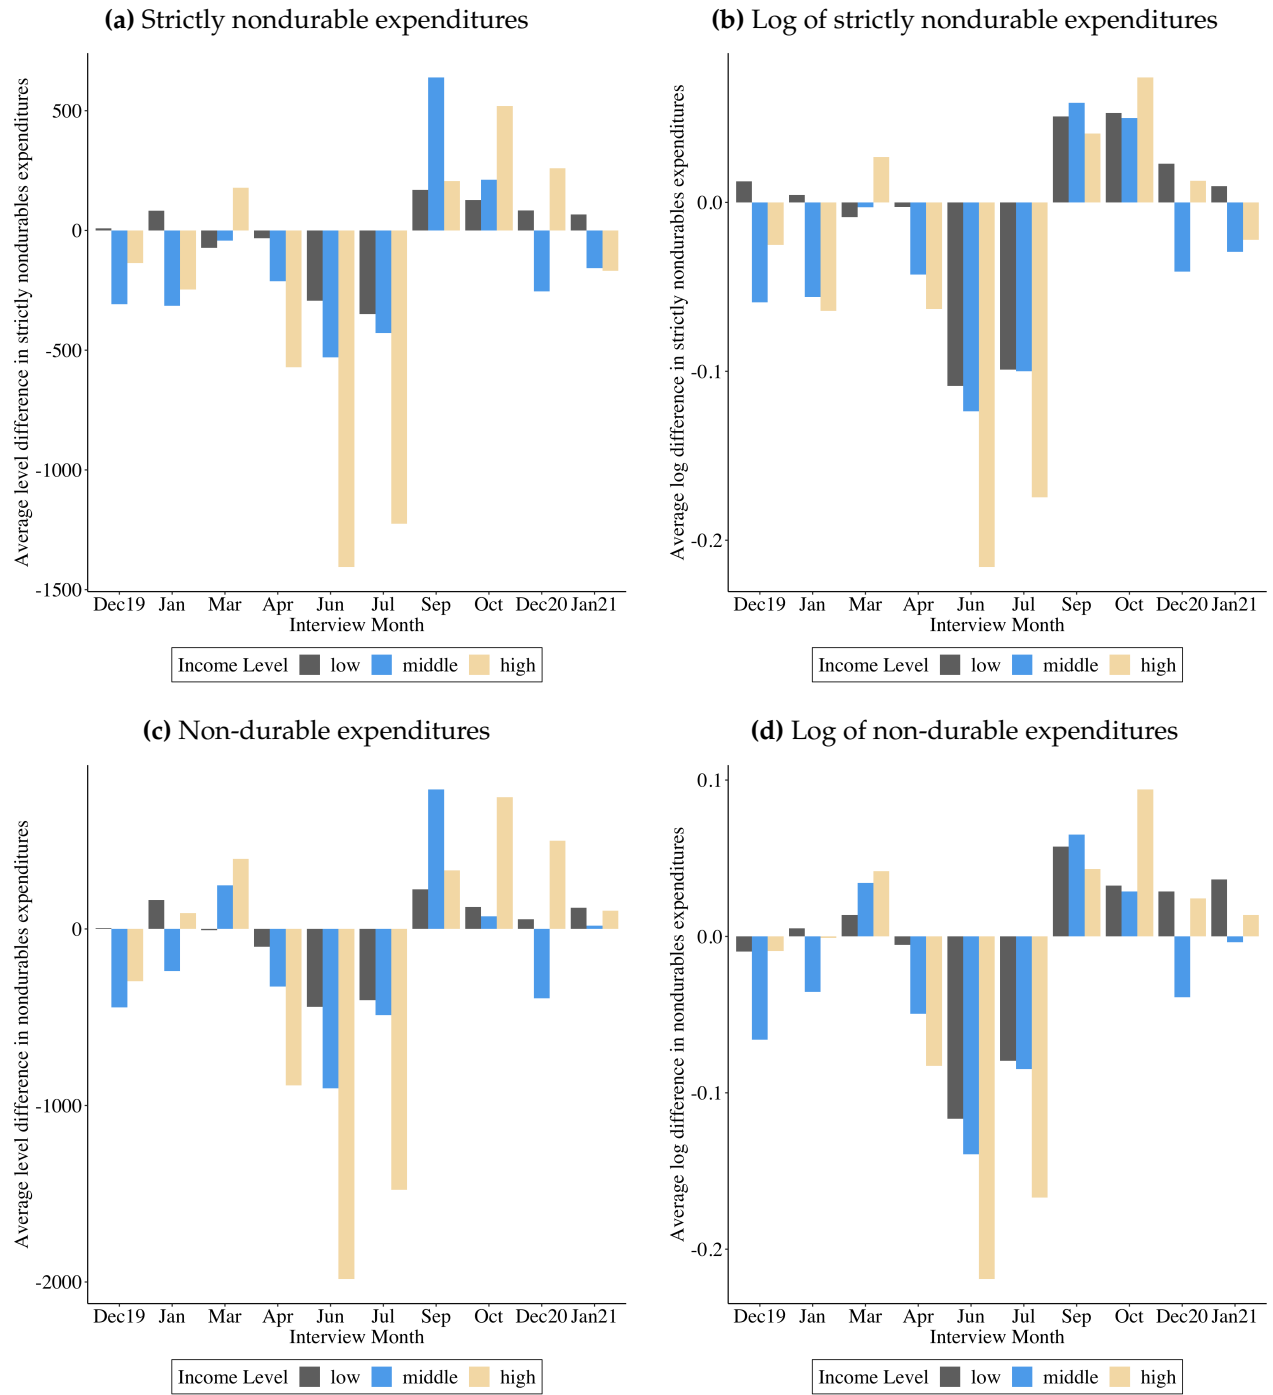 (a) Strictly nondurable expenditures
Average level difference in strictly nondurables expenditures
500
0
-500
-1000
-1500
Dec19 Jan Mar Apr Jun Jul Sep Oct Dec20 Jan21
Interview Month
Income Level low middle high
(b) Log of strictly nondurable expenditures
Average log difference in strictly nondurables expenditures
0.0
-0.1
-0.2
Dec19 Jan Mar Apr Jun Jul Sep Oct Dec20 Jan21
Interview Month
Income Level low middle high
(c) Non-durable expenditures
Average level difference in nondurables expenditures
0
-1000
-2000
Dec19 Jan Mar Apr Jun Jul Sep Oct Dec20 Jan21
Interview Month
Income Level low middle high
(d) Log of non-durable expenditures
Average log difference in nondurables expenditures
0.1
0.0
-0.1
-0.2
Dec19 Jan Mar Apr Jun Jul Sep Oct Dec20 Jan21
Interview Month
Income Level low middle high